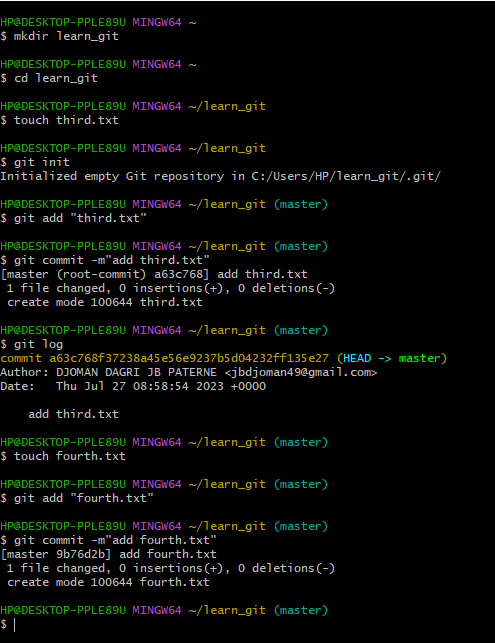 HP@DESKTOP-PPLE89U MINGW64 ~
$ mkdir learn_git
HP@DESKTOP-PPLE89U MINGW64 ~
$ cd learn_git
HP@DESKTOP-PPLE89U MINGW64 ~/learn_git
$ touch third.txt
HP@DESKTOP-PPLE89U MINGW64 ~/learn_git
$ git init
Initialized empty Git repository in C:/Users/HP/learn_git/.git/
HP@DESKTOP-PPLE89U MINGW64 ~/learn_git (master)
$ git add "third.txt"
HP@DESKTOP-PPLE89U MINGW64 ~/learn_git (master)
$ git commit -m"add third.txt"
[master (root-commit) a63c768] add third.txt
 1 file changed, 0 insertions(+), 0 deletions(-)
 create mode 100644 third.txt
HP@DESKTOP-PPLE89U MINGW64 ~/learn_git (master)
$ git log
commit a63c768f37238a45e56e9237b5d04232ff135e27 (HEAD -> master)
Author: DJOMAN DAGRI JB PATERNE <jbdjoman49@gmail.com>
Date:   Thu Jul 27 08:58:54 2023 +0000
    add third.txt
HP@DESKTOP-PPLE89U MINGW64 ~/learn_git (master)
$ touch fourth.txt
HP@DESKTOP-PPLE89U MINGW64 ~/learn_git (master)
$ git add "fourth.txt"
HP@DESKTOP-PPLE89U MINGW64 ~/learn_git (master)
$ git commit -m"add fourth.txt"
[master 9b76d2b] add fourth.txt
 1 file changed, 0 insertions(+), 0 deletions(-)
 create mode 100644 fourth.txt
HP@DESKTOP-PPLE89U MINGW64 ~/learn_git (master)
$